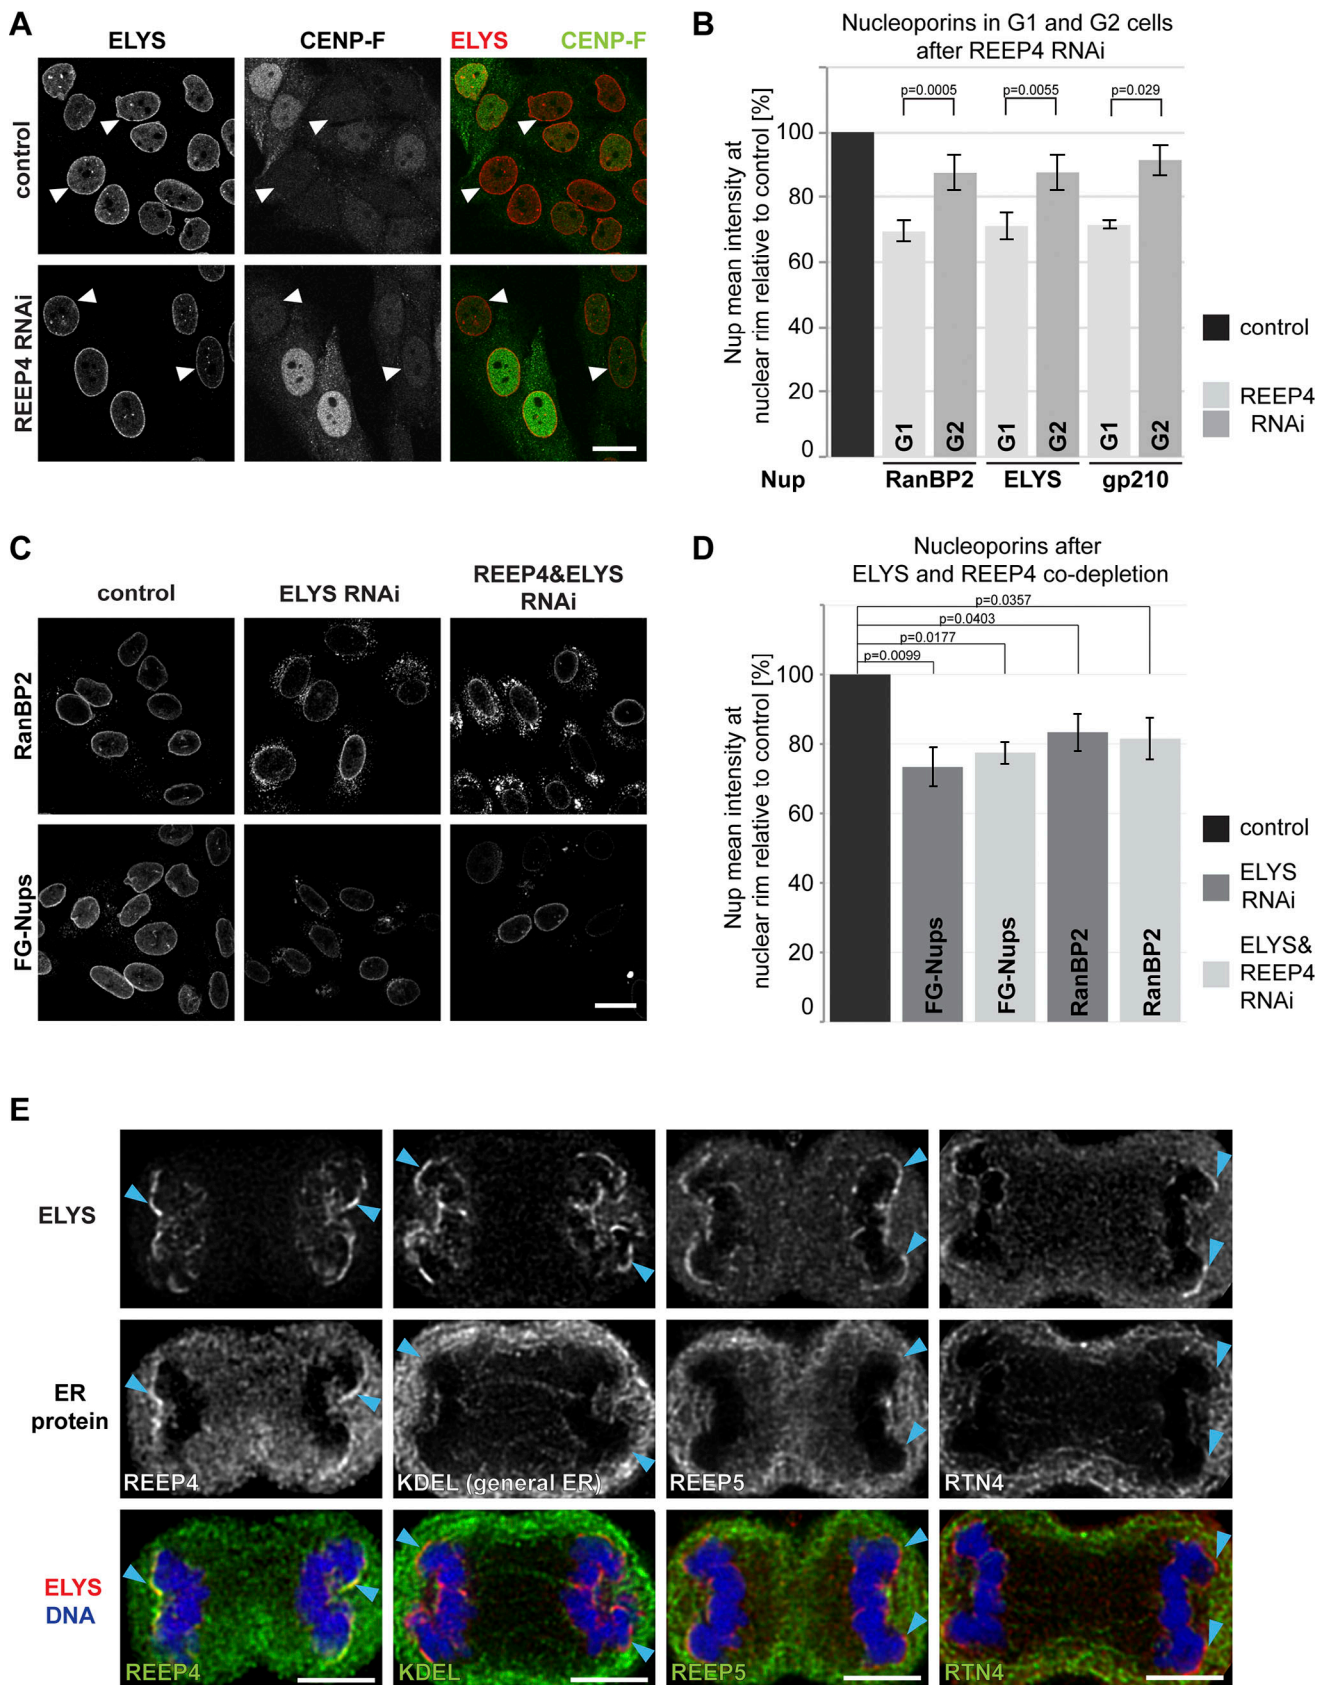 A
ELYS
CENP-F
ELYS CENP-F
control
REEP4 RNAi
B
Nucleoporins in G1 and G2 cells
after REEP4 RNAi
p=0.0005
p=0.0055
p=0.029
Nup mean intensity at
nuclear rim relative to control [%]
100
80
60
40
20
0
G1
G2
G1
G2
G1
G2
Nup
RanBP2
ELYS
gp210
control
REEP4
RNAi
C
control
ELYS RNAi
REEP4&ELYS
RNAi
RanBP2
FG-Nups
D
Nucleoporins after
ELYS and REEP4 co-depletion
p=0.0357
p=0.0403
p=0.0177
p=0.0099
Nup mean intensity at
nuclear rim relative to control [%]
100
80
60
40
20
0
FG-Nups
FG-Nups
RanBP2
RanBP2
control
ELYS
RNAi
ELYS&
REEP4
RNAi
E
ELYS
ER
protein
REEP4
KDEL (general ER)
REEP5
RTN4
ELYS
DNA
REEP4
KDEL
REEP5
RTN4